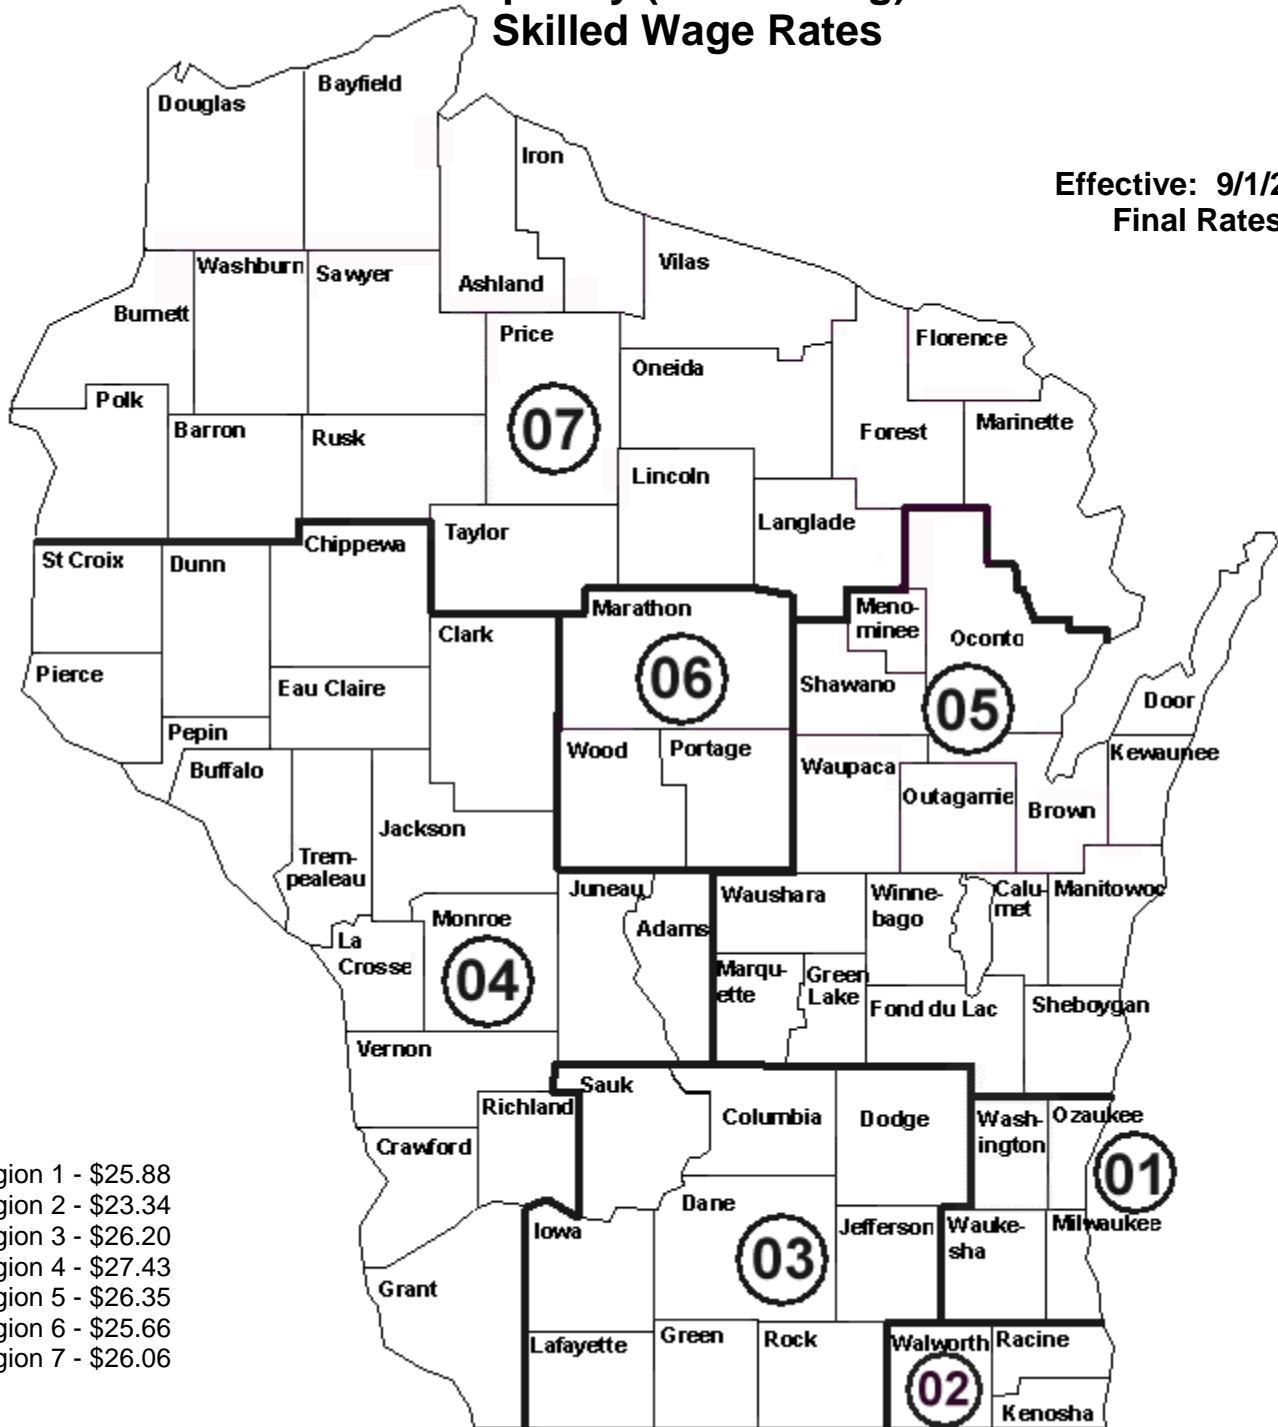 Skilled Wage Rates
Effective: 9/1/2
Final Rates
Bayfield
Douglas
Iron
Washburn
Sawyer
Vilas
Ashland
Burnett
Price
Florence
Oneida
Polk
07
Barron
Rusk
Forest
Marinette
Lincoln
Langlade
Taylor
Chippewa
St Croix
Dunn
Marathon
Meno-
minee
Clark
Oconto
06
Pierce
Eau Claire
Shawano
05
Door
Pepin
Wood
Portage
Kewaunee
Buffalo
Waupaca
Outagamie
Brown
Jackson
Trem-
pealeau
Juneau
Waushara
Winne-
bago
Calu-
met
Manitowoc
Monroe
Adams
La
Crosse
04
Marqu-
ette
Green
Lake
Fond du Lac
Sheboygan
Vernon
Sauk
Richland
Columbia
Dodge
Wash-
ington
Ozaukee
Crawford
01
gion 1 - $25.88
gion 2 - $23.34
gion 3 - $26.20
gion 4 - $27.43
gion 5 - $26.35
gion 6 - $25.66
gion 7 - $26.06
Dane
Iowa
Jefferson
Wauke-
sha
Milwaukee
03
Grant
Lafayette
Green
Rock
Walworth
Racine
02
Kenosha